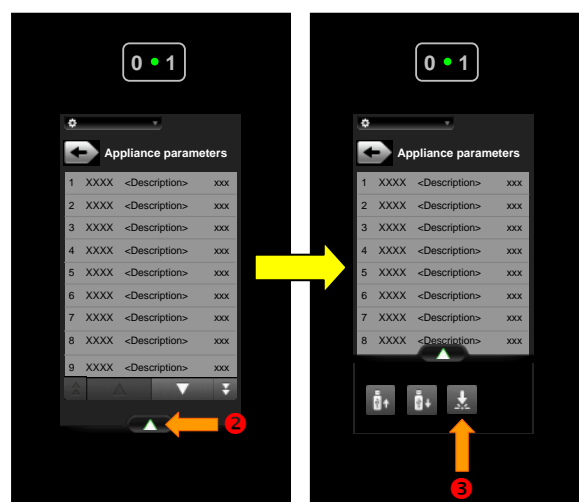 0 • 1
Appliance parameters
1 XXXX <Description> xxx
2 XXXX <Description> xxx
3 XXXX <Description> xxx
4 XXXX <Description> xxx
5 XXXX <Description> xxx
6 XXXX <Description> xxx
7 XXXX <Description> xxx
8 XXXX <Description> xxx
9 XXXX <Description> xxx
2
0 • 1
Appliance parameters
1 XXXX <Description> xxx
2 XXXX <Description> xxx
3 XXXX <Description> xxx
4 XXXX <Description> xxx
5 XXXX <Description> xxx
6 XXXX <Description> xxx
7 XXXX <Description> xxx
8 XXXX <Description> xxx
3